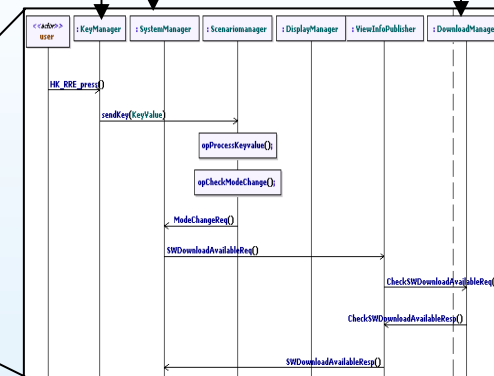 <<actor>>
user
: KeyManager
: SystemManager
: Scenariomanager
: DisplayManager
: ViewInfoPublisher
: DownloadManage
HK_RRE_press()
sendKey(KeyValue)
opProcessKeyvalue();
opCheckModeChange();
ModeChangeReq()
SWDownloadAvailableReq()
CheckSWDownloadAvailableReq(
CheckSWDownloadAvailableResp()
SWDownloadAvailableResp()